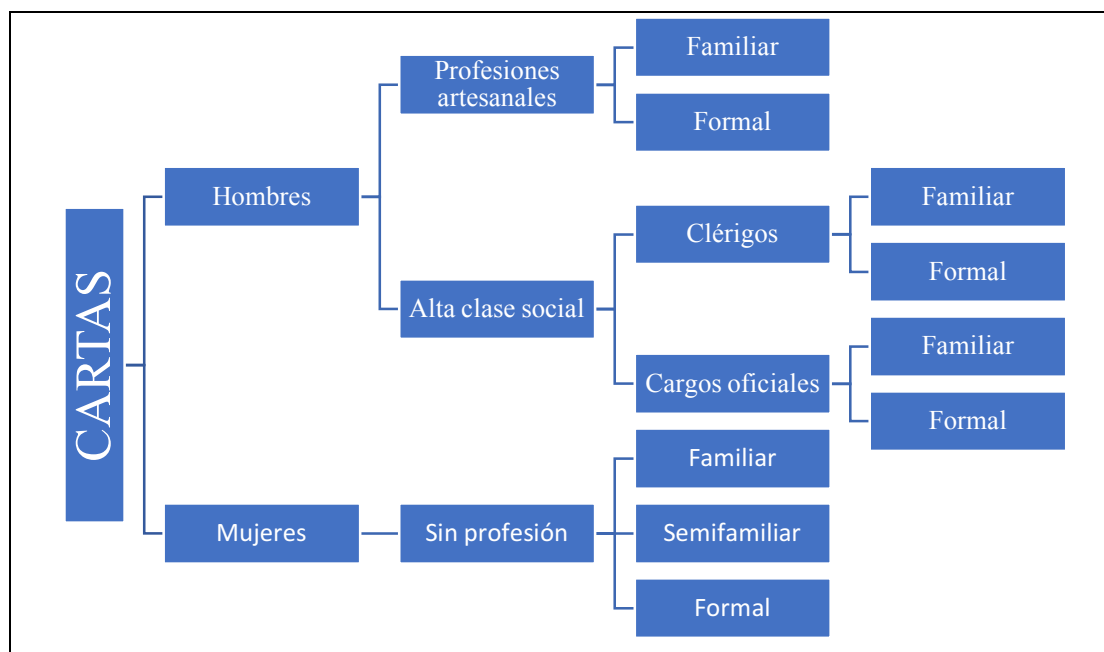 CARTAS
Hombres
Profesiones
artesanales
Familiar
Formal
Alta clase social
Clérigos
Familiar
Formal
Cargos oficiales
Familiar
Formal
Mujeres
Sin profesión
Familiar
Semifamiliar
Formal